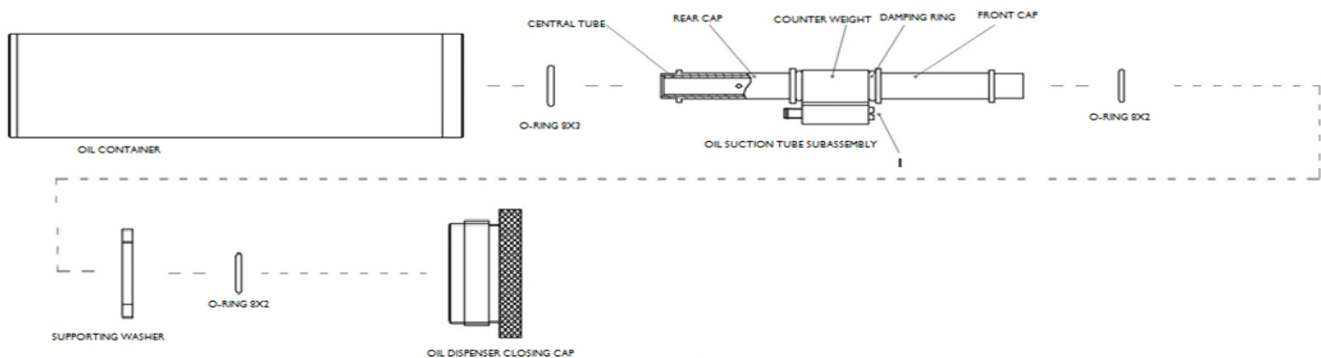 CENTRAL TUBE
REAR CAP
COUNTER WEIGHT
DAMPING RING
FRONT CAP
O-RING 8X3
O-RING 8X2
OIL CONTAINER
OIL SUCTION TUBE SUBASSEMBLY
1
O-RING 8X2
SUPPORTING WASHER
OIL DISPENSER CLOSING CAP